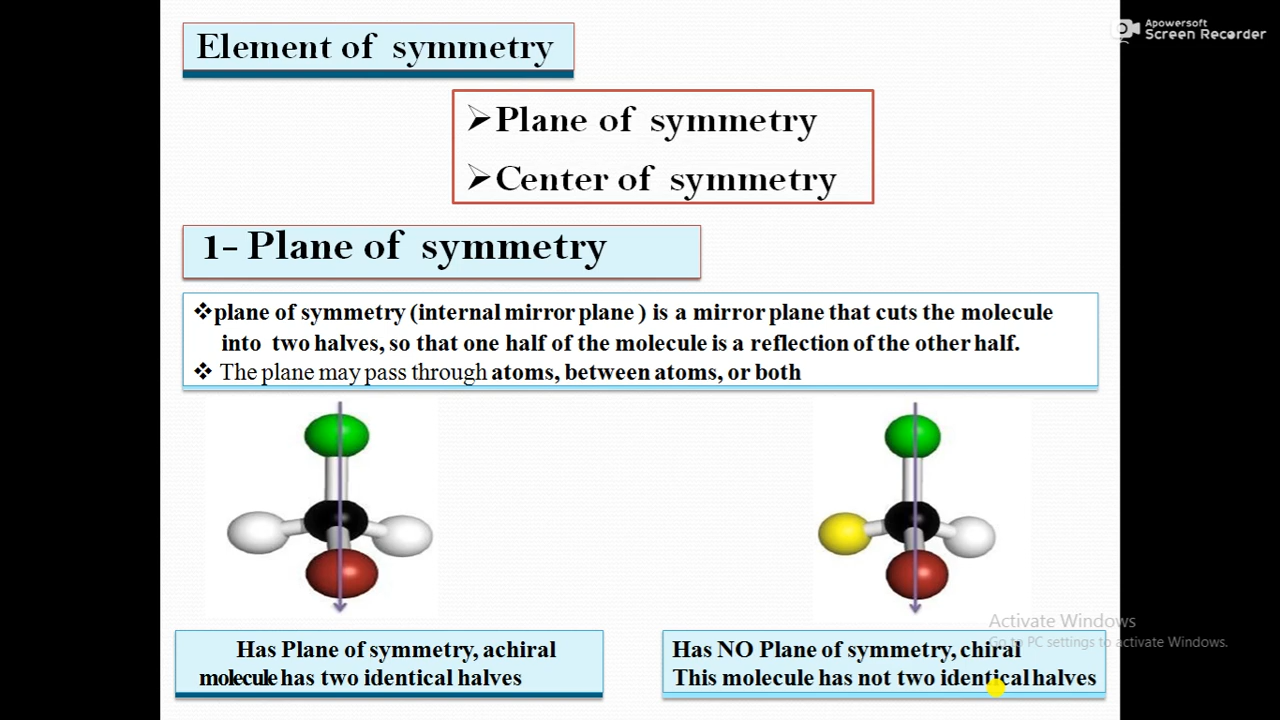 Apowersoft
Screen Recorder
Element of symmetry
➢Plane of symmetry
➢Center of symmetry
1- Plane of symmetry
❖plane of symmetry (internal mirror plane ) is a mirror plane that cuts the molecule
into two halves, so that one half of the molecule is a reflection of the other half.
❖ The plane may pass through atoms, between atoms, or both
Has Plane of symmetry, achiral
molecule has two identical halves
Has NO Plane of symmetry, chiral
This molecule has not two identical halves
Activate Windows
Go to PC settings to activate Windows.